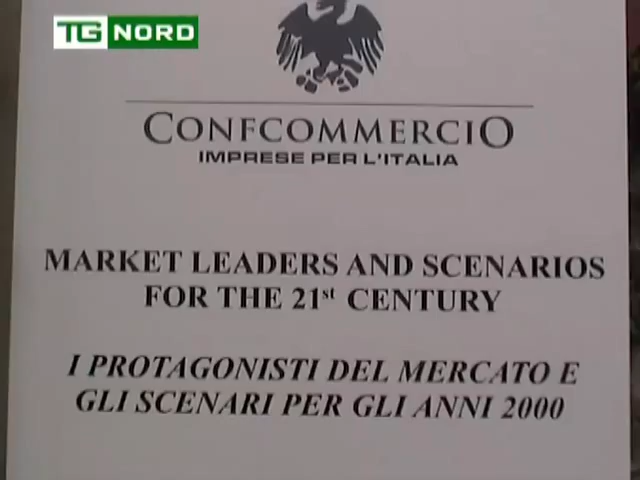 TG NORD
CONFCOMMERCIO
IMPRESE PER L'ITALIA
MARKET LEADERS AND SCENARIOS
FOR THE 21st CENTURY
I PROTAGONISTI DEL MERCATO E
GLI SCENARI PER GLI ANNI 2000